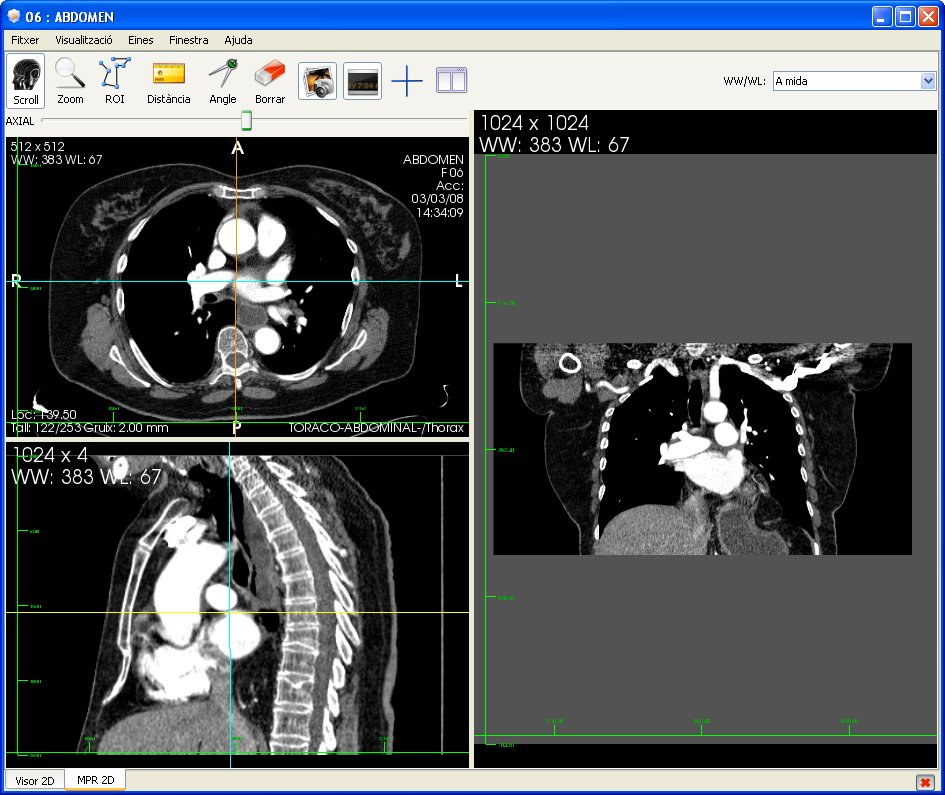 06 : ABDOMEN
Fitxer Visualització Eines Finestra Ajuda
Scroll Zoom ROI Distància Angle Borrar
WW/WL: A mida
AXIAL
512 x 512
WW: 383 WL: 67
A
ABDOMEN
F 06
Acc:
03/03/08
14:34:09
R
L
Loc: 139.50
Tall: 122/253 Gruix: 2.00 mm
P
TORACO-ABDOMINAL-/Thorax
1024 x 4
WW: 383 WL: 67
1024 x 1024
WW: 383 WL: 67
Visor 2D MPR 2D